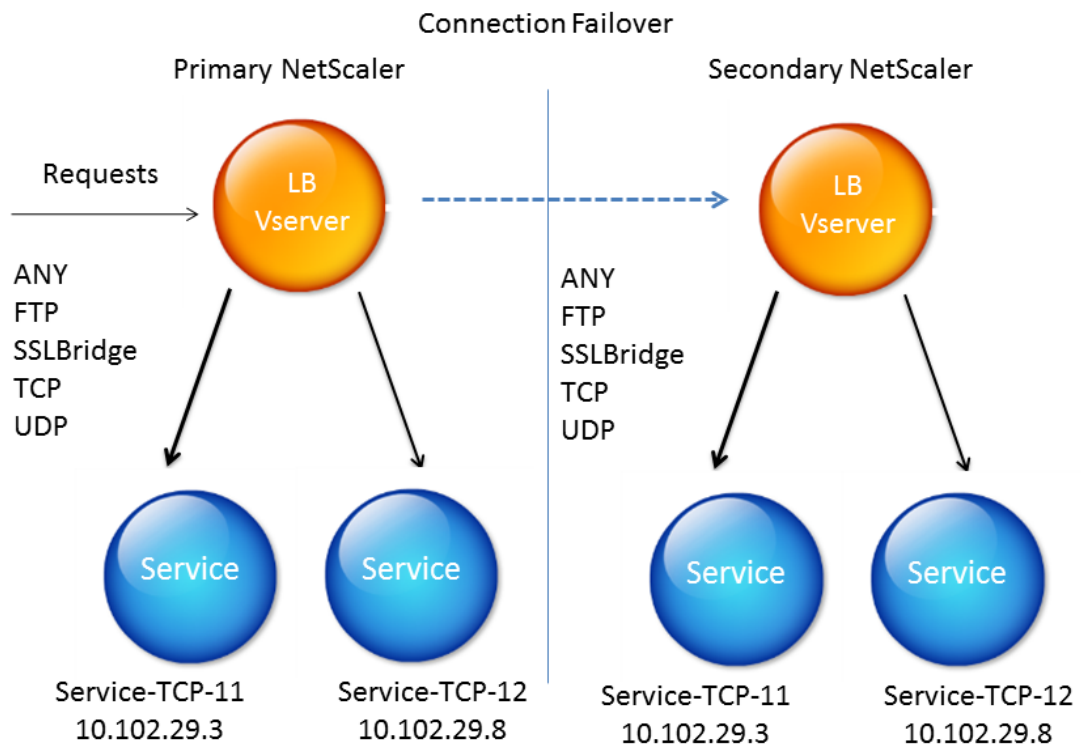 Connection Failover
Primary NetScaler
Secondary NetScaler
Requests
LB
Vserver
LB
Vserver
ANY
FTP
SSLBridge
TCP
UDP
ANY
FTP
SSLBridge
TCP
UDP
Service
Service
Service
Service
Service-TCP-11
10.102.29.3
Service-TCP-12
10.102.29.8
Service-TCP-11
10.102.29.3
Service-TCP-12
10.102.29.8